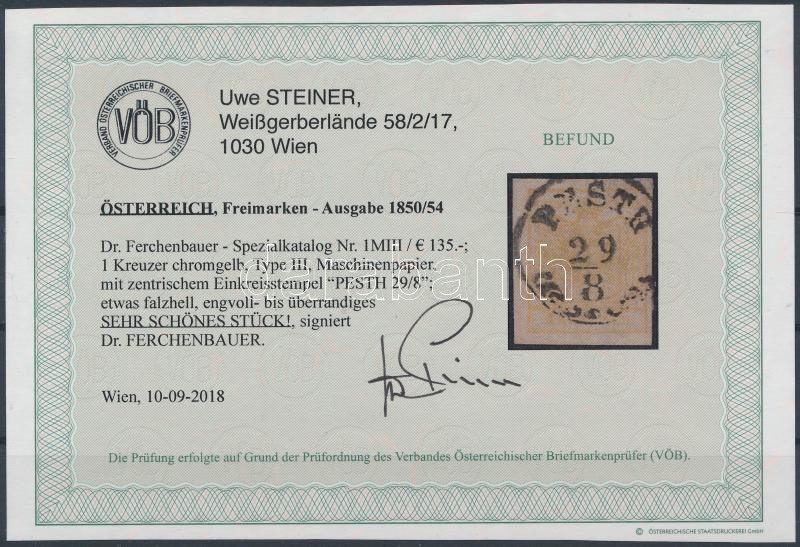 VERBAND ÖSTERREICHISCHER BRIEFMARKENPRÜFER
VÖB
Uwe STEINER,
Weißgerberlände 58/2/17,
1030 Wien
BEFUND
ÖSTERREICH, Freimarken - Ausgabe 1850/54
Dr. Ferchenbauer - Spezialkatalog Nr. 1MIII / € 135.-;
1 Kreuzer chromgelb, Type III, Maschinenpapier.
mit zentrischem Einkreisstempel “PESTH 29/8”;
etwas falzhell, engvoll- bis überrandiges
SEHR SCHÖNES STÜCK!, signiert
Dr. FERCHENBAUER.
PESTH
29
8
darabanth
Wien, 10-09-2018
Die Prüfung erfolgte auf Grund der Prüfordnung des Verbandes Österreichischer Briefmarkenprüfer (VÖB).
© ÖSTERREICHISCHE STAATSDRUCKEREI GmbH